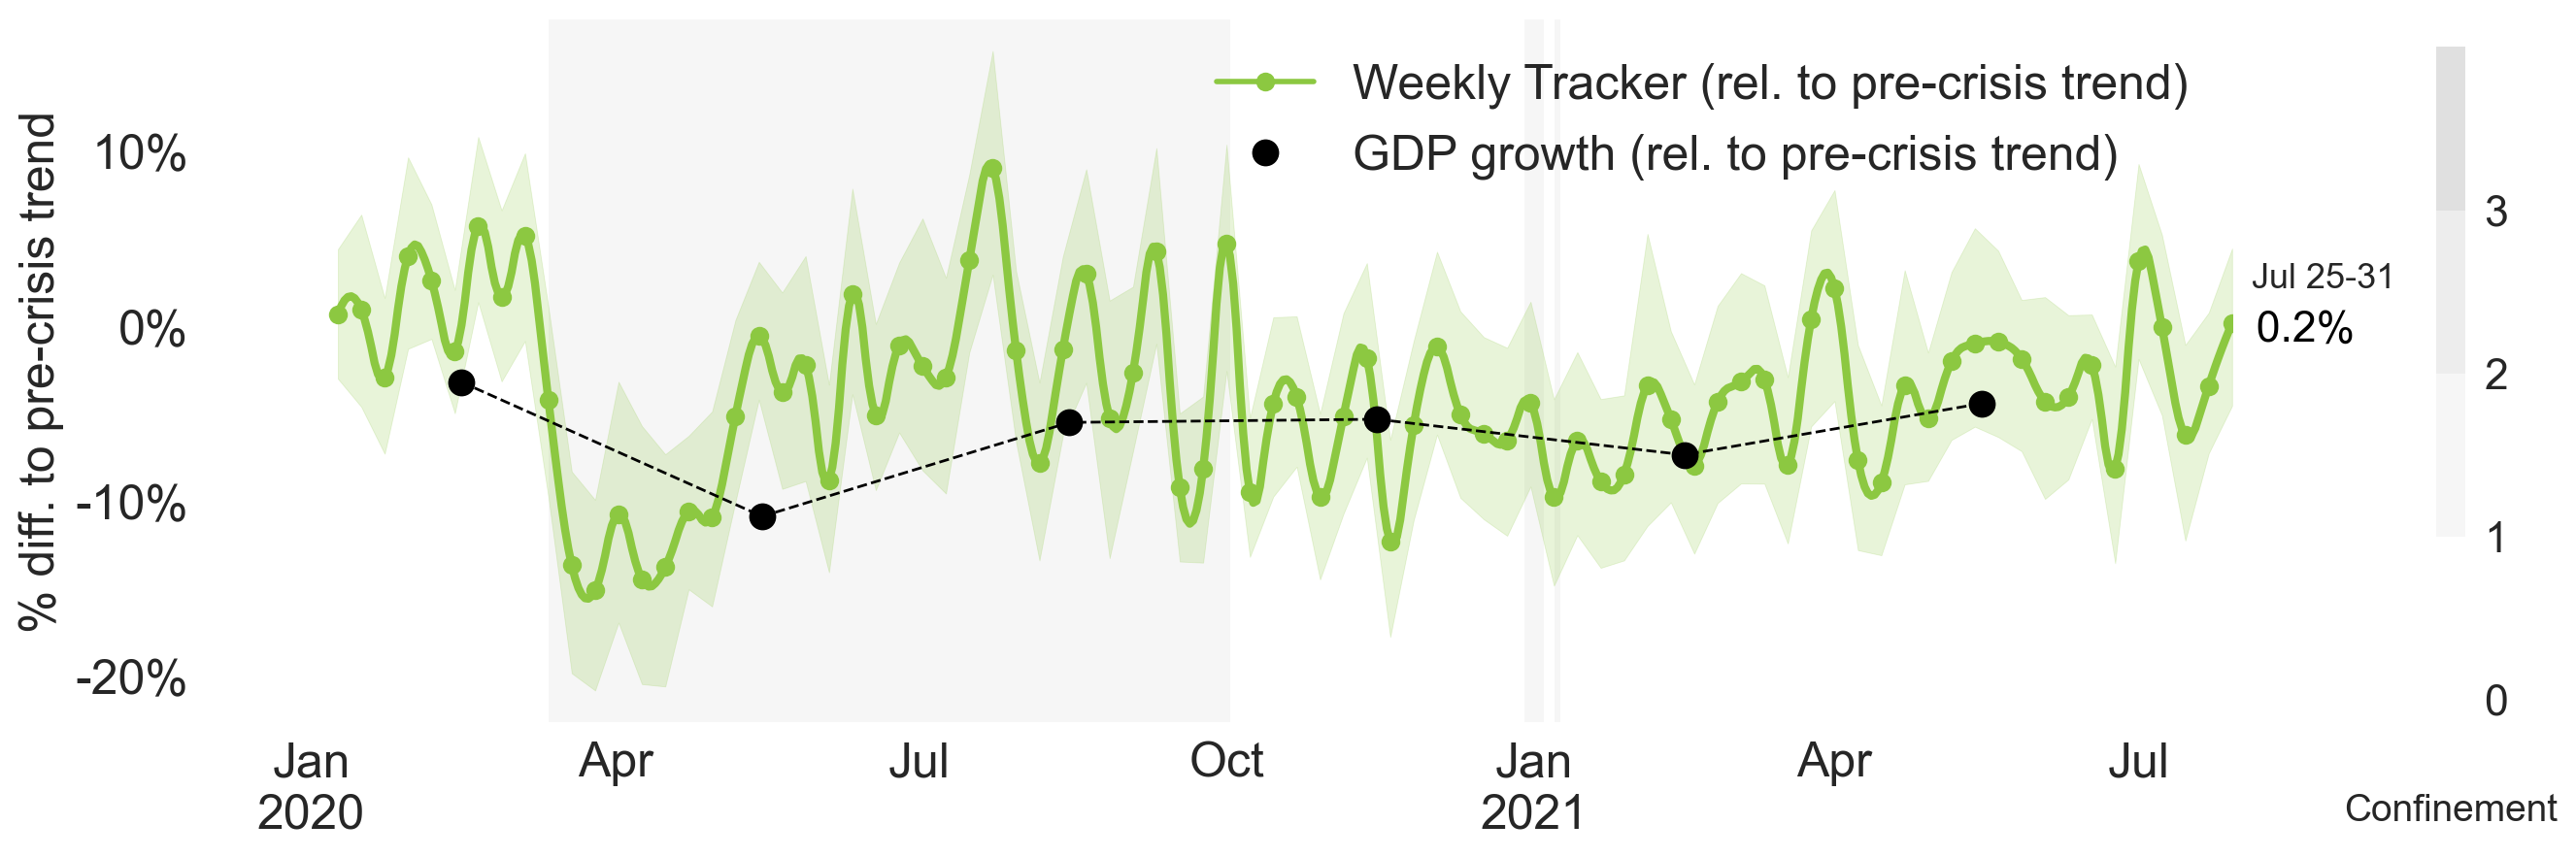 Weekly Tracker (rel. to pre-crisis trend)
GDP growth (rel. to pre-crisis trend)
% diff. to pre-crisis trend
10%
0%
-10%
-20%
Jan
2020
Apr
Jul
Oct
Jan
2021
Apr
Jul
Jul 25-31
0.2%
3
2
1
0
Confinement